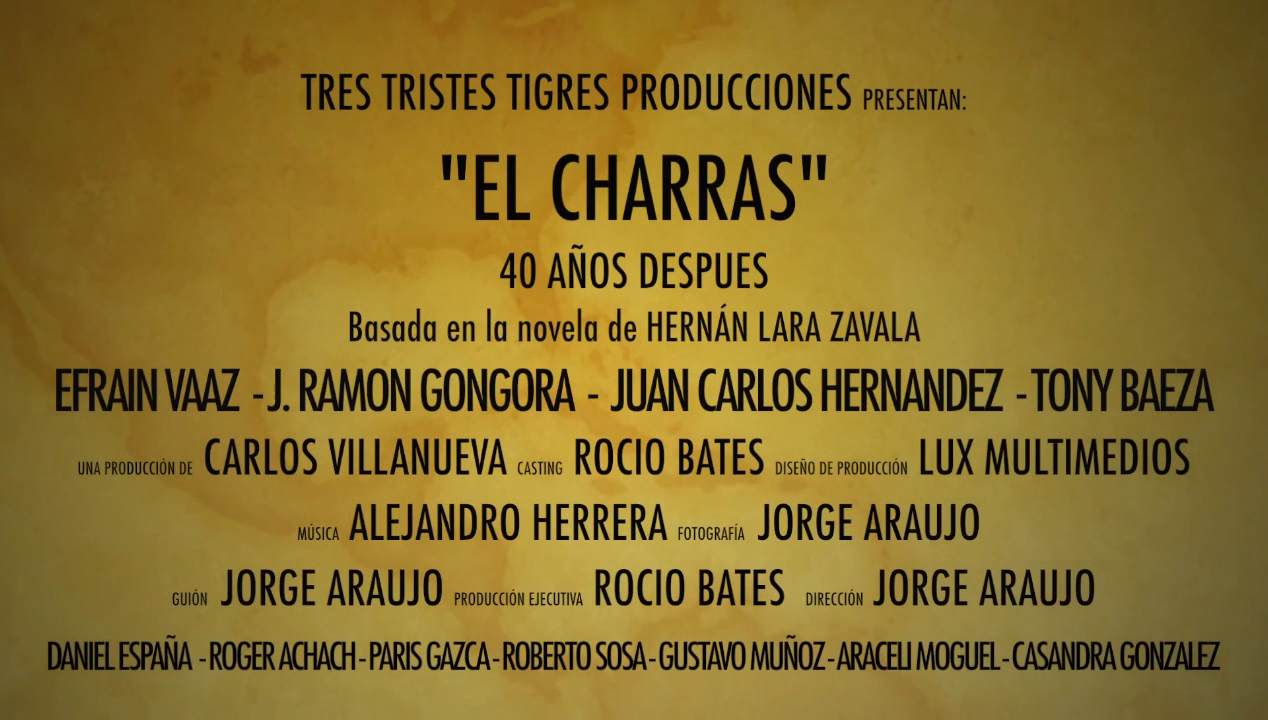 TRES TRISTES TIGRES PRODUCCIONES PRESENTAN:
"EL CHARRAS"
40 AÑOS DESPUES
Basada en la novela de HERNÁN LARA ZAVALA
EFRAIN VAAZ - J. RAMON GONGORA - JUAN CARLOS HERNANDEZ - TONY BAEZA
UNA PRODUCCIÓN DE CARLOS VILLANUEVA CASTING ROCIO BATES DISEÑO DE PRODUCCIÓN LUX MULTIMEDIOS
MÚSICA ALEJANDRO HERRERA FOTOGRAFÍA JORGE ARAUJO
GUIÓN JORGE ARAUJO PRODUCCIÓN EJECUTIVA ROCIO BATES DIRECCIÓN JORGE ARAUJO
DANIEL ESPAÑA - ROGER ACHACH - PARIS GAZCA - ROBERTO SOSA - GUSTAVO MUÑOZ - ARACELI MOGUEL - CASANDRA GONZALEZ